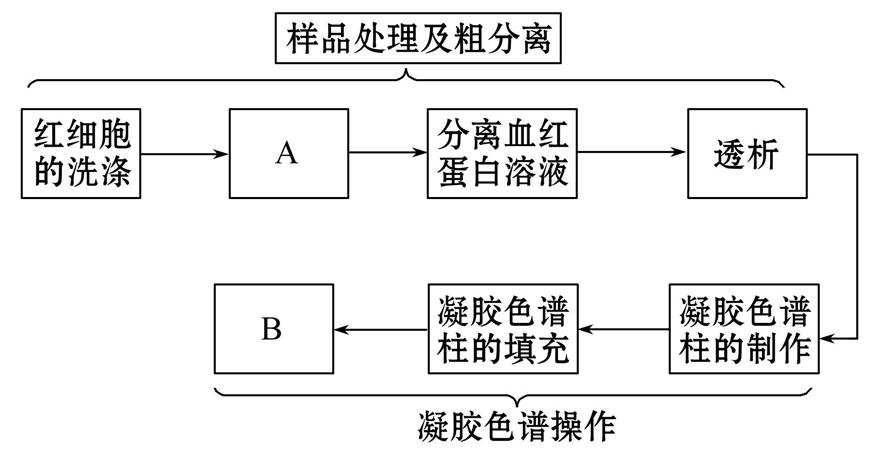 样品处理及粗分离
红细胞
的洗涤
A
分离血红
蛋白溶液
透析
B
凝胶色谱
柱的填充
凝胶色谱
柱的制作
凝胶色谱操作